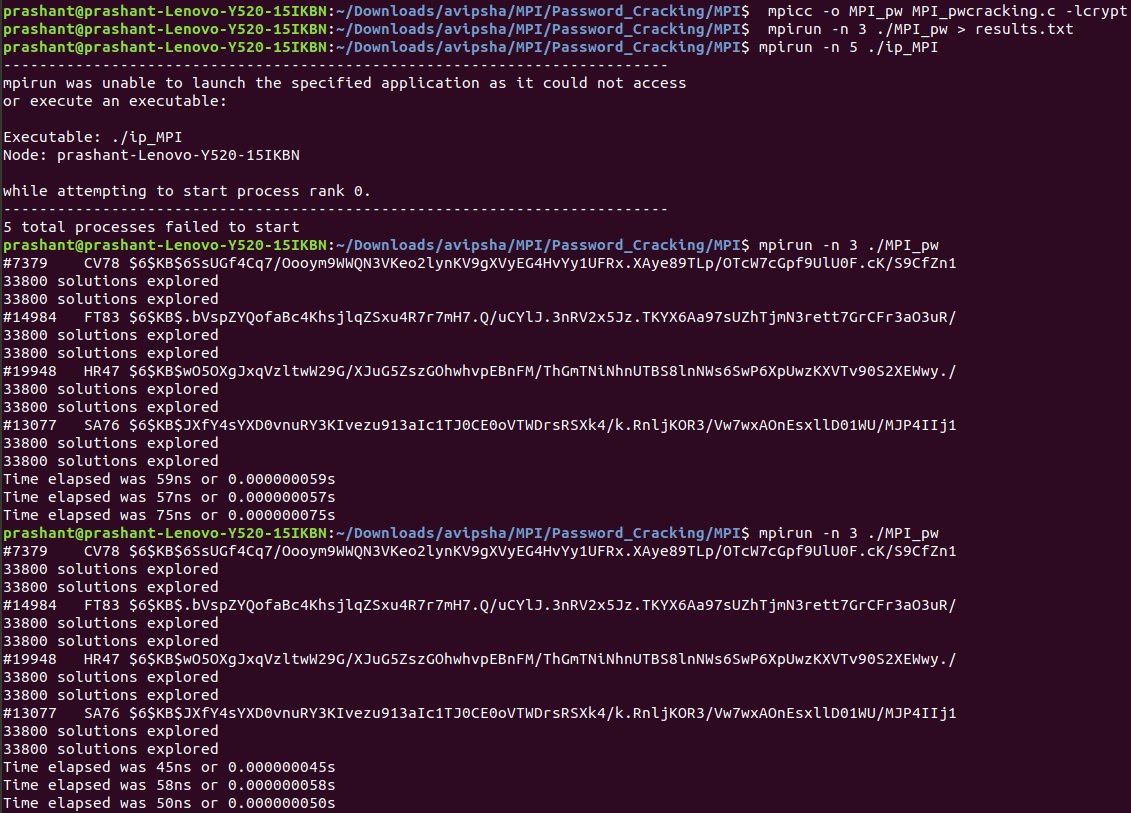 prashant@prashant-Lenovo-Y520-15IKBN:~/Downloads/avipsha/MPI/Password_Cracking/MPI$  mpicc -o MPI_pw MPI_pwcracking.c -lcrypt
prashant@prashant-Lenovo-Y520-15IKBN:~/Downloads/avipsha/MPI/Password_Cracking/MPI$  mpirun -n 3 ./MPI_pw > results.txt
prashant@prashant-Lenovo-Y520-15IKBN:~/Downloads/avipsha/MPI/Password_Cracking/MPI$ mpirun -n 5 ./ip_MPI
--------------------------------------------------------------------------
mpirun was unable to launch the specified application as it could not access
or execute an executable:
Executable: ./ip_MPI
Node: prashant-Lenovo-Y520-15IKBN
while attempting to start process rank 0.
--------------------------------------------------------------------------
5 total processes failed to start
prashant@prashant-Lenovo-Y520-15IKBN:~/Downloads/avipsha/MPI/Password_Cracking/MPI$ mpirun -n 3 ./MPI_pw
#7379    CV78 $6$KB$6SsUGf4Cq7/Oooym9WWQN3VKeo2lynKV9gXVyEG4HvYy1UFRx.XAye89TLp/OTcW7cGpf9UlU0F.cK/S9CfZn1
33800 solutions explored
33800 solutions explored
#14984   FT83 $6$KB$.bVspZYQofaBc4KhsjlqZSxu4R7r7mH7.Q/uCYlJ.3nRV2x5Jz.TKYX6Aa97sUZhTjmN3rett7GrCFr3aO3uR/
33800 solutions explored
33800 solutions explored
#19948   HR47 $6$KB$wO5OXgJxqVzltwW29G/XJuG5ZszGOhwhvpEBnFM/ThGmTNiNhnUTBS8lnNWs6SwP6XpUwzKXVTv90S2XEWwy./
33800 solutions explored
33800 solutions explored
#13077   SA76 $6$KB$JXfY4sYXD0vnuRY3KIvezu913aIc1TJ0CE0oVTWDrsRSXk4/k.RnljKOR3/Vw7wxAOnEsxllD01WU/MJP4IIj1
33800 solutions explored
33800 solutions explored
Time elapsed was 59ns or 0.000000059s
Time elapsed was 57ns or 0.000000057s
Time elapsed was 75ns or 0.000000075s
prashant@prashant-Lenovo-Y520-15IKBN:~/Downloads/avipsha/MPI/Password_Cracking/MPI$ mpirun -n 3 ./MPI_pw
#7379    CV78 $6$KB$6SsUGf4Cq7/Oooym9WWQN3VKeo2lynKV9gXVyEG4HvYy1UFRx.XAye89TLp/OTcW7cGpf9UlU0F.cK/S9CfZn1
33800 solutions explored
33800 solutions explored
#14984   FT83 $6$KB$.bVspZYQofaBc4KhsjlqZSxu4R7r7mH7.Q/uCYlJ.3nRV2x5Jz.TKYX6Aa97sUZhTjmN3rett7GrCFr3aO3uR/
33800 solutions explored
33800 solutions explored
#19948   HR47 $6$KB$wO5OXgJxqVzltwW29G/XJuG5ZszGOhwhvpEBnFM/ThGmTNiNhnUTBS8lnNWs6SwP6XpUwzKXVTv90S2XEWwy./
33800 solutions explored
33800 solutions explored
#13077   SA76 $6$KB$JXfY4sYXD0vnuRY3KIvezu913aIc1TJ0CE0oVTWDrsRSXk4/k.RnljKOR3/Vw7wxAOnEsxllD01WU/MJP4IIj1
33800 solutions explored
33800 solutions explored
Time elapsed was 45ns or 0.000000045s
Time elapsed was 58ns or 0.000000058s
Time elapsed was 50ns or 0.000000050s